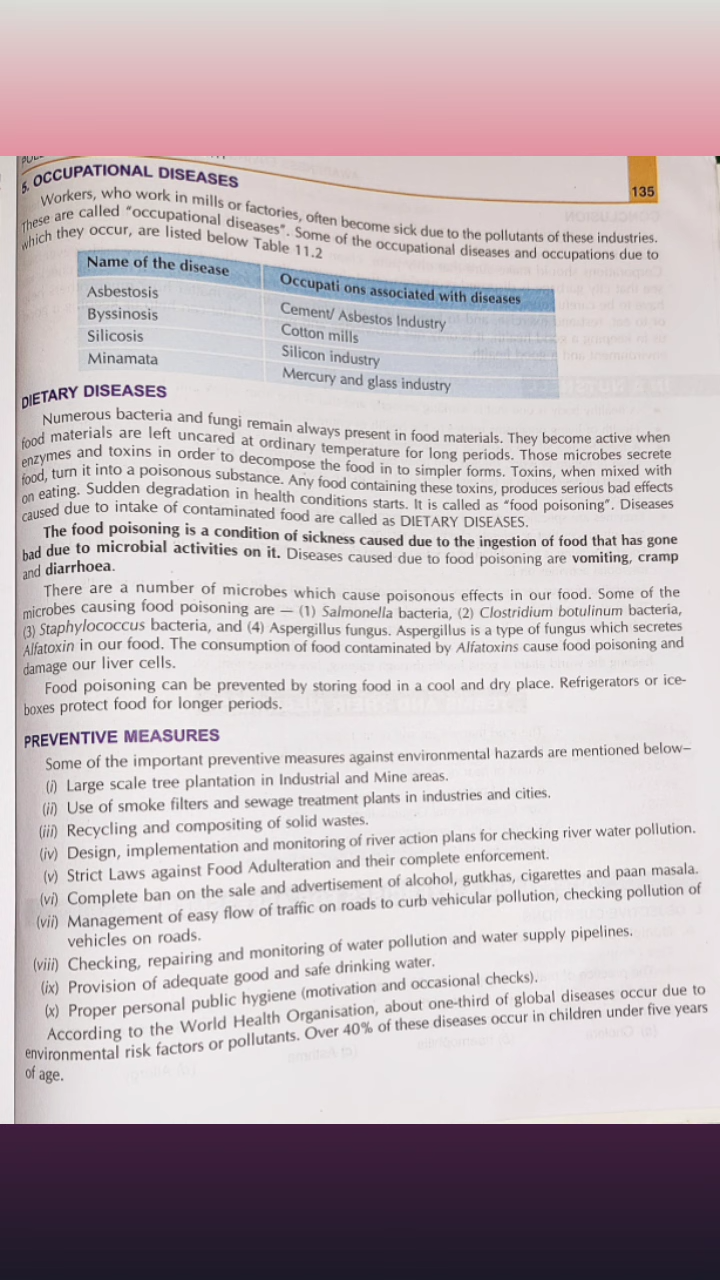 135
5. OCCUPATIONAL DISEASES
Workers, who work in mills or factories, often become sick due to the pollutants of these industries.
These are called "occupational diseases". Some of the occupational diseases and occupations due to
which they occur, are listed below Table 11.2
Name of the disease Occupati ons associated with diseases
Asbestosis Cement/ Asbestos Industry
Byssinosis Cotton mills
Silicosis Silicon industry
Minamata Mercury and glass industry
DIETARY DISEASES
Numerous bacteria and fungi remain always present in food materials. They become active when
food materials are left uncared at ordinary temperature for long periods. Those microbes secrete
enzymes and toxins in order to decompose the food in to simpler forms. Toxins, when mixed with
food, turn it into a poisonous substance. Any food containing these toxins, produces serious bad effects
on eating. Sudden degradation in health conditions starts. It is called as "food poisoning". Diseases
caused due to intake of contaminated food are called as DIETARY DISEASES.
The food poisoning is a condition of sickness caused due to the ingestion of food that has gone
bad due to microbial activities on it. Diseases caused due to food poisoning are vomiting, cramp
and diarrhoea.
There are a number of microbes which cause poisonous effects in our food. Some of the
microbes causing food poisoning are — (1) Salmonella bacteria, (2) Clostridium botulinum bacteria,
(3) Staphylococcus bacteria, and (4) Aspergillus fungus. Aspergillus is a type of fungus which secretes
Alfatoxin in our food. The consumption of food contaminated by Alfatoxins cause food poisoning and
damage our liver cells.
Food poisoning can be prevented by storing food in a cool and dry place. Refrigerators or ice-
boxes protect food for longer periods.
PREVENTIVE MEASURES
Some of the important preventive measures against environmental hazards are mentioned below–
(i) Large scale tree plantation in Industrial and Mine areas.
(ii) Use of smoke filters and sewage treatment plants in industries and cities.
(iii) Recycling and compositing of solid wastes.
(iv) Design, implementation and monitoring of river action plans for checking river water pollution.
(v) Strict Laws against Food Adulteration and their complete enforcement.
(vi) Complete ban on the sale and advertisement of alcohol, gutkhas, cigarettes and paan masala.
(vii) Management of easy flow of traffic on roads to curb vehicular pollution, checking pollution of
vehicles on roads.
(viii) Checking, repairing and monitoring of water pollution and water supply pipelines.
(ix) Provision of adequate good and safe drinking water.
(x) Proper personal public hygiene (motivation and occasional checks).
According to the World Health Organisation, about one-third of global diseases occur due to
environmental risk factors or pollutants. Over 40% of these diseases occur in children under five years
of age.